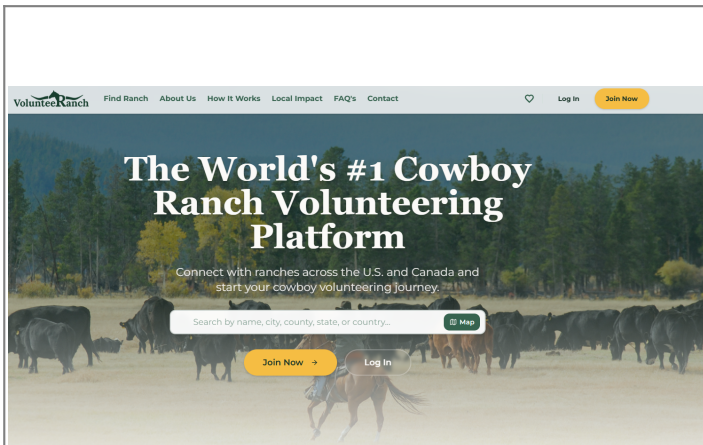 VolunteeRanch Find Ranch About Us How It Works Local Impact FAQ's Contact Log In Join Now
The World's #1 Cowboy
Ranch Volunteering
Platform
Connect with ranches across the U.S. and Canada and
start your cowboy volunteering journey.
Search by name, city, county, state, or country... Map
Join Now → Log In